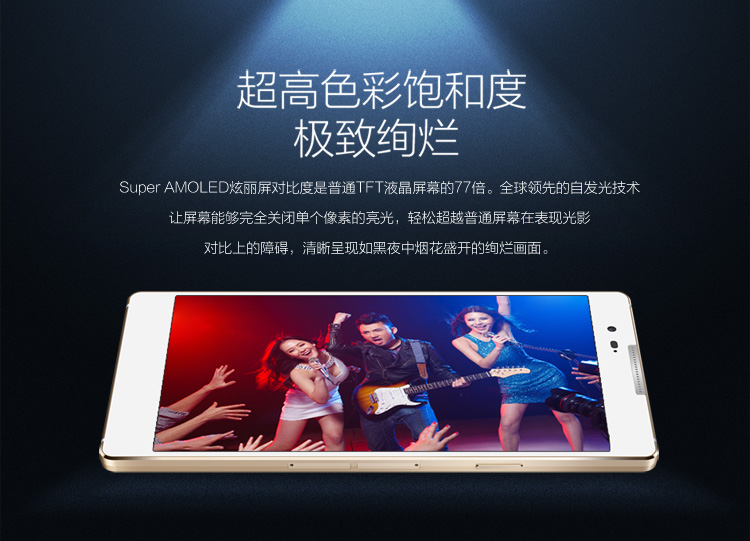 超高色彩饱和度
极致绚烂
Super AMOLED炫丽屏对比度是普通TFT液晶屏幕的77倍。全球领先的自发光技术
让屏幕能够完全关闭单个像素的亮光，轻松超越普通屏幕在表现光影
对比上的障碍，清晰呈现如黑夜中烟花盛开的绚烂画面。